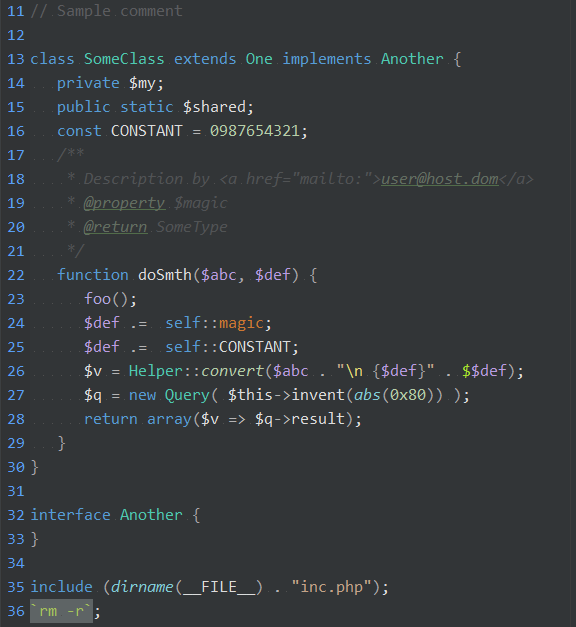 11 // Sample comment
12
13 class SomeClass extends One implements Another {
14    private $my;
15    public static $shared;
16    const CONSTANT = 0987654321;
17    /**
18     * Description by <a href="mailto:">user@host.dom</a>
19     * @property $magic
20     * @return SomeType
21     */
22    function doSmth($abc, $def) {
23       foo();
24       $def .=  self::magic;
25       $def .=  self::CONSTANT;
26       $v = Helper::convert($abc . "\n {$def}" . $$def);
27       $q = new Query( $this->invent(abs(0x80)) );
28       return array($v => $q->result);
29    }
30 }
31
32 interface Another {
33 }
34
35 include (dirname(__FILE__) . "inc.php");
36 `rm -r`;